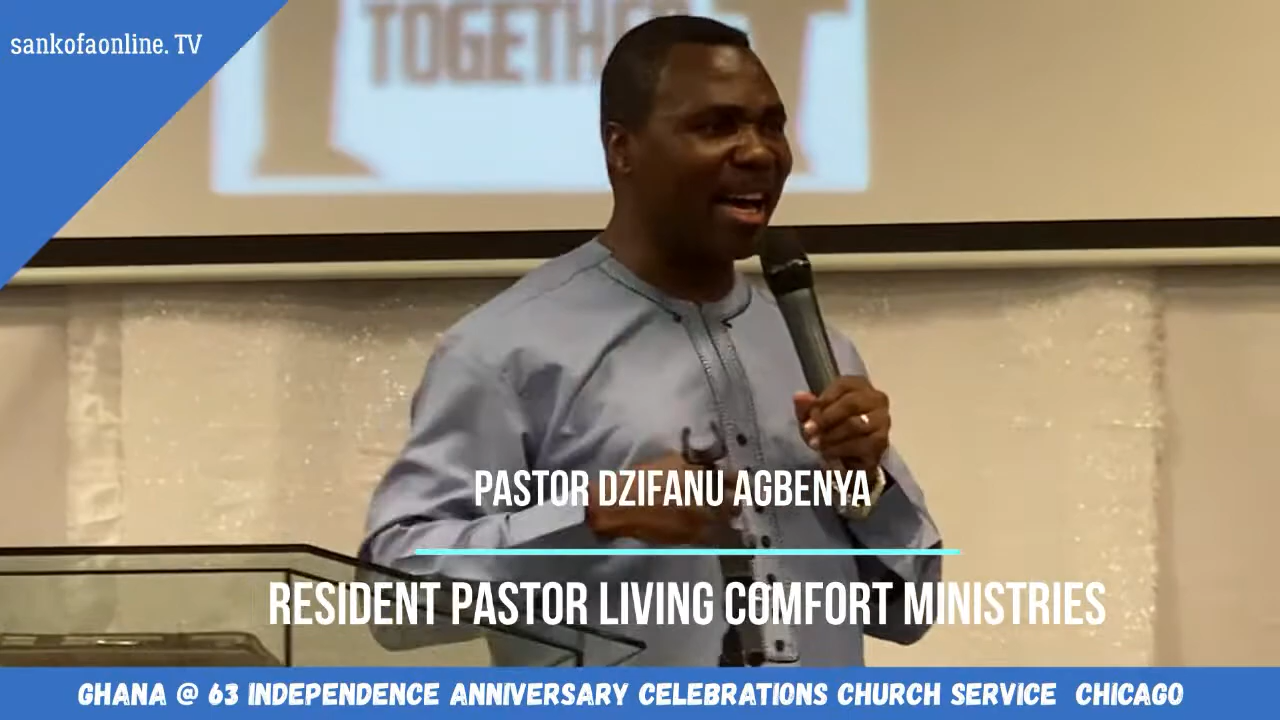 sankofaonline.TV
TOGETHER
PASTOR DZIFANU AGBENYA
RESIDENT PASTOR LIVING COMFORT MINISTRIES
GHANA @ 63 INDEPENDENCE ANNIVERSARY CELEBRATIONS CHURCH SERVICE CHICAGO